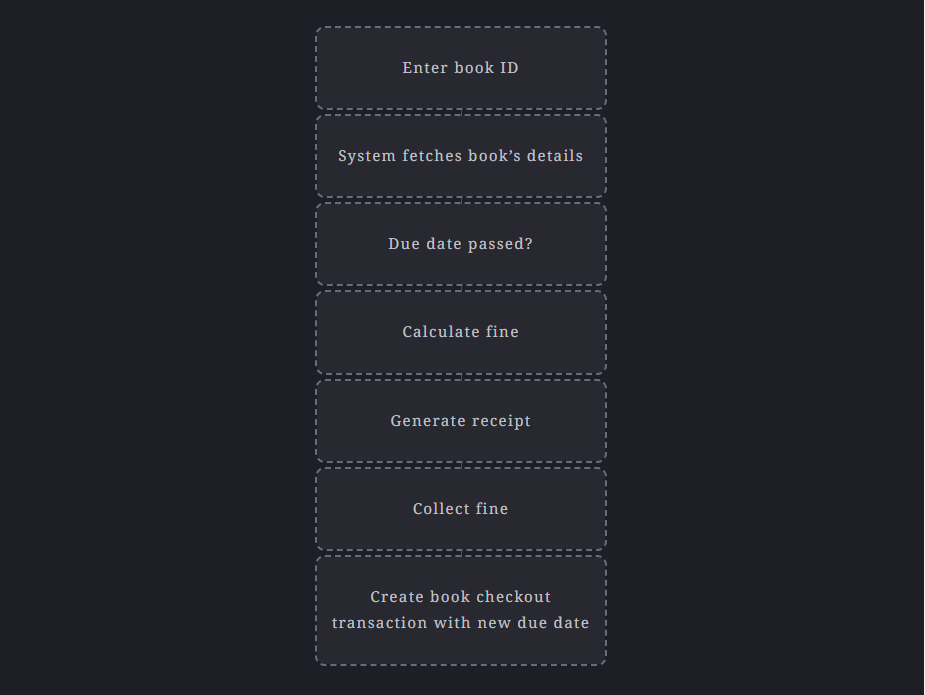 Enter book ID
System fetches book’s details
Due date passed?
Calculate fine
Generate receipt
Collect fine
Create book checkout
transaction with new due date